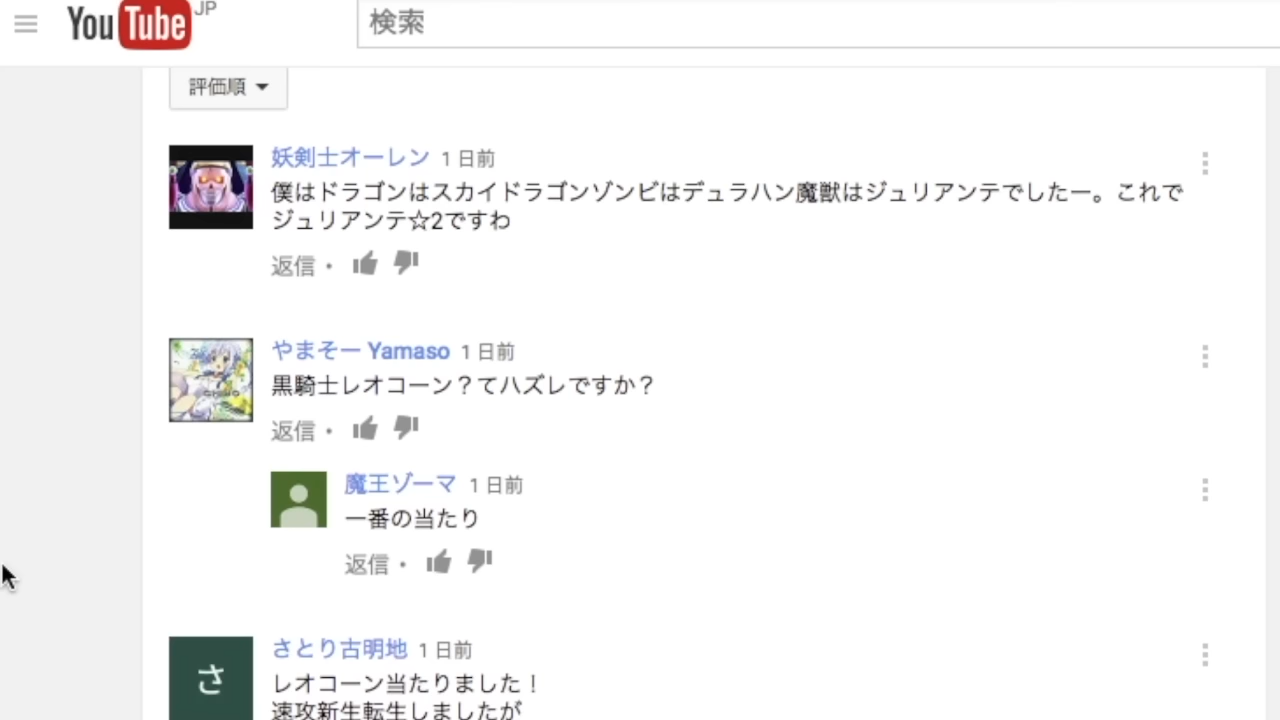 YouTube JP
検索
評価順
妖剣士オーレン 1 日前
僕はドラゴンはスカイドラゴンゾンビはデュラハン魔獣はジュリアンテでしたー。これで
ジュリアンテ☆2ですわ
返信・
やまそー Yamaso 1 日前
黒騎士レオコーン？てハズレですか？
返信・
魔王ゾーマ 1 日前
一番の当たり
返信・
さ
さとり古明地 1 日前
レオコーン当たりました！
速攻新生転生しましたが